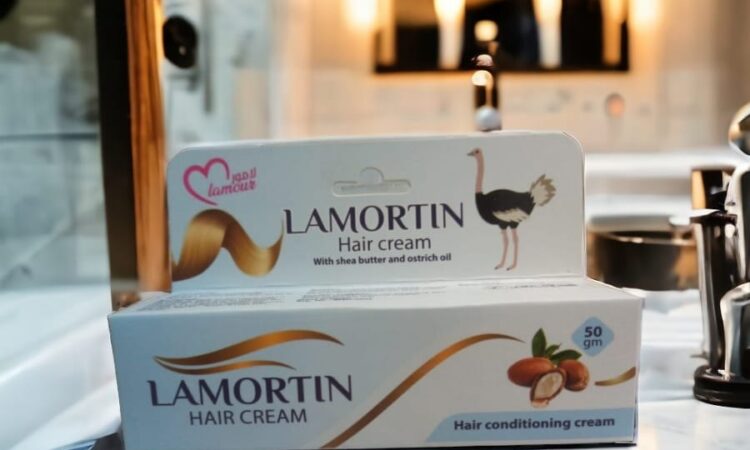 لامور
lamour
LAMORTIN
Hair cream
With shea butter and ostrich oil
50
gm
LAMORTIN
HAIR CREAM
Hair conditioning cream